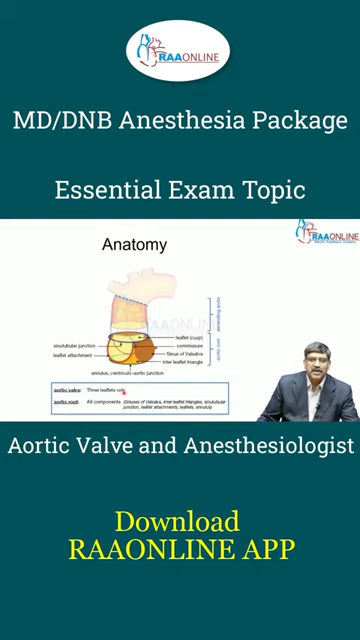 RAAONLINE
MD/DNB Anesthesia Package
Essential Exam Topic
RAAONLINE
Anatomy
RAAONLINE
ascending aorta
leaflet (cusp)
sinutubular junction
commissure
leaflet attachment
Sinus of Valsalva
inter leaflet triangle
aortic root
annulus, ventriculo-aortic junction
aortic valve: Three leaflets only
aortic root: All components (Sinuses of Valsalva, inter leaflet triangles, sinutubular
junction, leaflet attachments, leaflets, annulus)
Aortic Valve and Anesthesiologist
Download
RAAONLINE APP